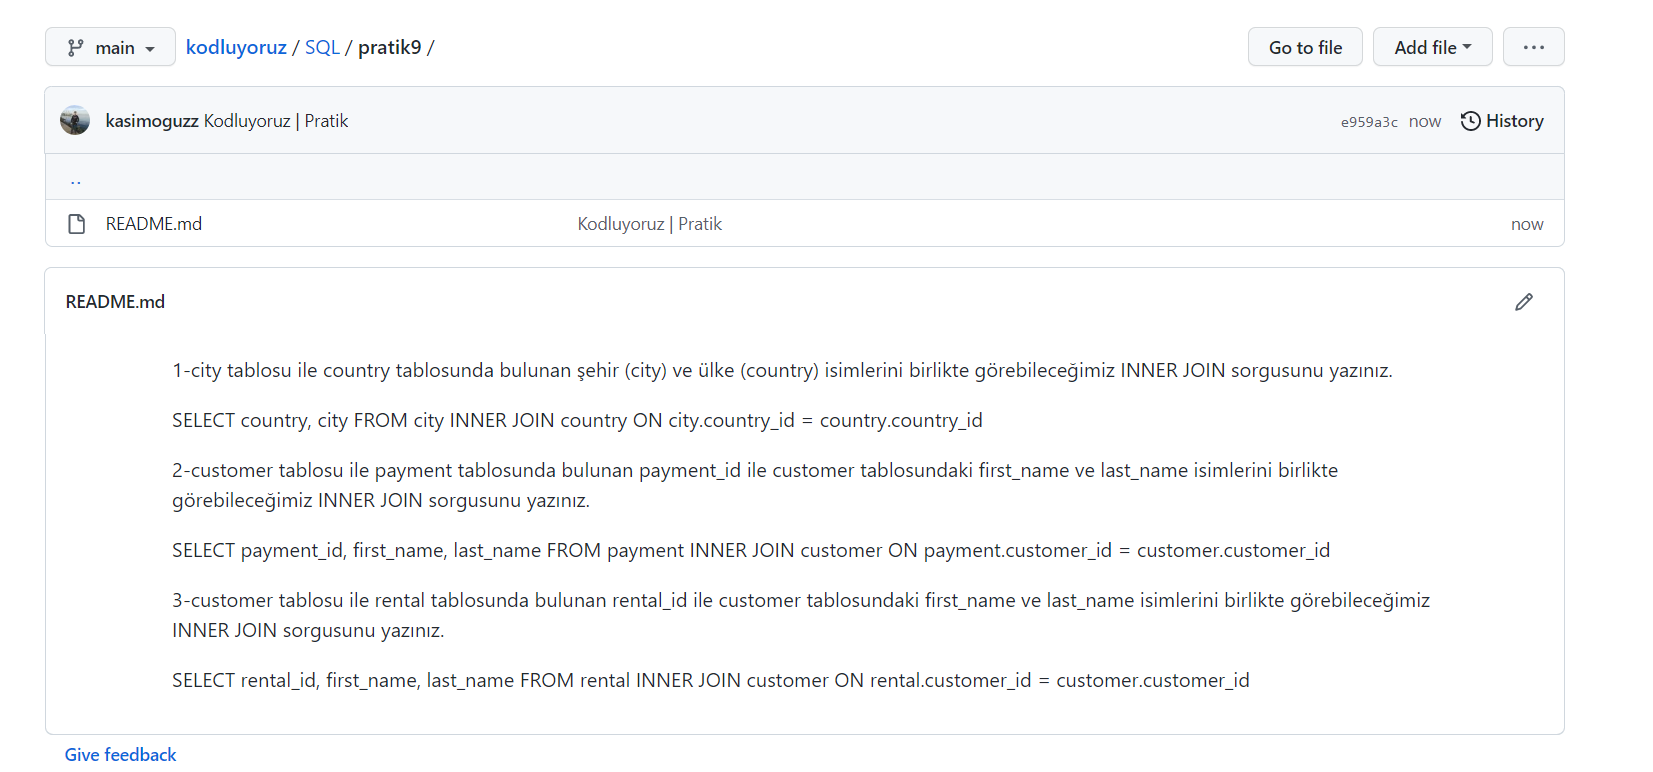 main
kodluyoruz / SQL / pratik9 /
Go to file
Add file
...
kasimoguzz Kodluyoruz | Pratik
e959a3c now History
..
README.md Kodluyoruz | Pratik now
README.md
1-city tablosu ile country tablosunda bulunan şehir (city) ve ülke (country) isimlerini birlikte görebileceğimiz INNER JOIN sorgusunu yazınız.
SELECT country, city FROM city INNER JOIN country ON city.country_id = country.country_id
2-customer tablosu ile payment tablosunda bulunan payment_id ile customer tablosundaki first_name ve last_name isimlerini birlikte
görebileceğimiz INNER JOIN sorgusunu yazınız.
SELECT payment_id, first_name, last_name FROM payment INNER JOIN customer ON payment.customer_id = customer.customer_id
3-customer tablosu ile rental tablosunda bulunan rental_id ile customer tablosundaki first_name ve last_name isimlerini birlikte görebileceğimiz
INNER JOIN sorgusunu yazınız.
SELECT rental_id, first_name, last_name FROM rental INNER JOIN customer ON rental.customer_id = customer.customer_id
Give feedback